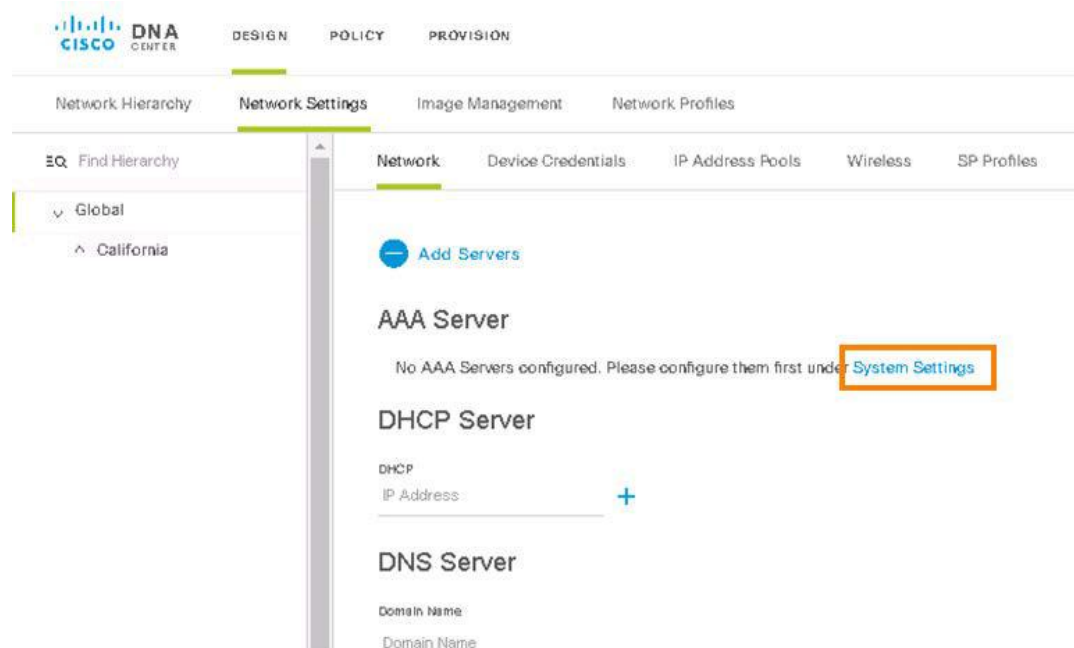 CISCO DNA CENTER
DESIGN POLICY PROVISION
Network Hierarchy Network Settings Image Management Network Profiles
Find Hierarchy
Network Device Credentials IP Address Pools Wireless SP Profiles
Global
California
Add Servers
AAA Server
No AAA Servers configured. Please configure them first under System Settings
DHCP Server
DHCP
IP Address
DNS Server
Domain Name
Domain Name